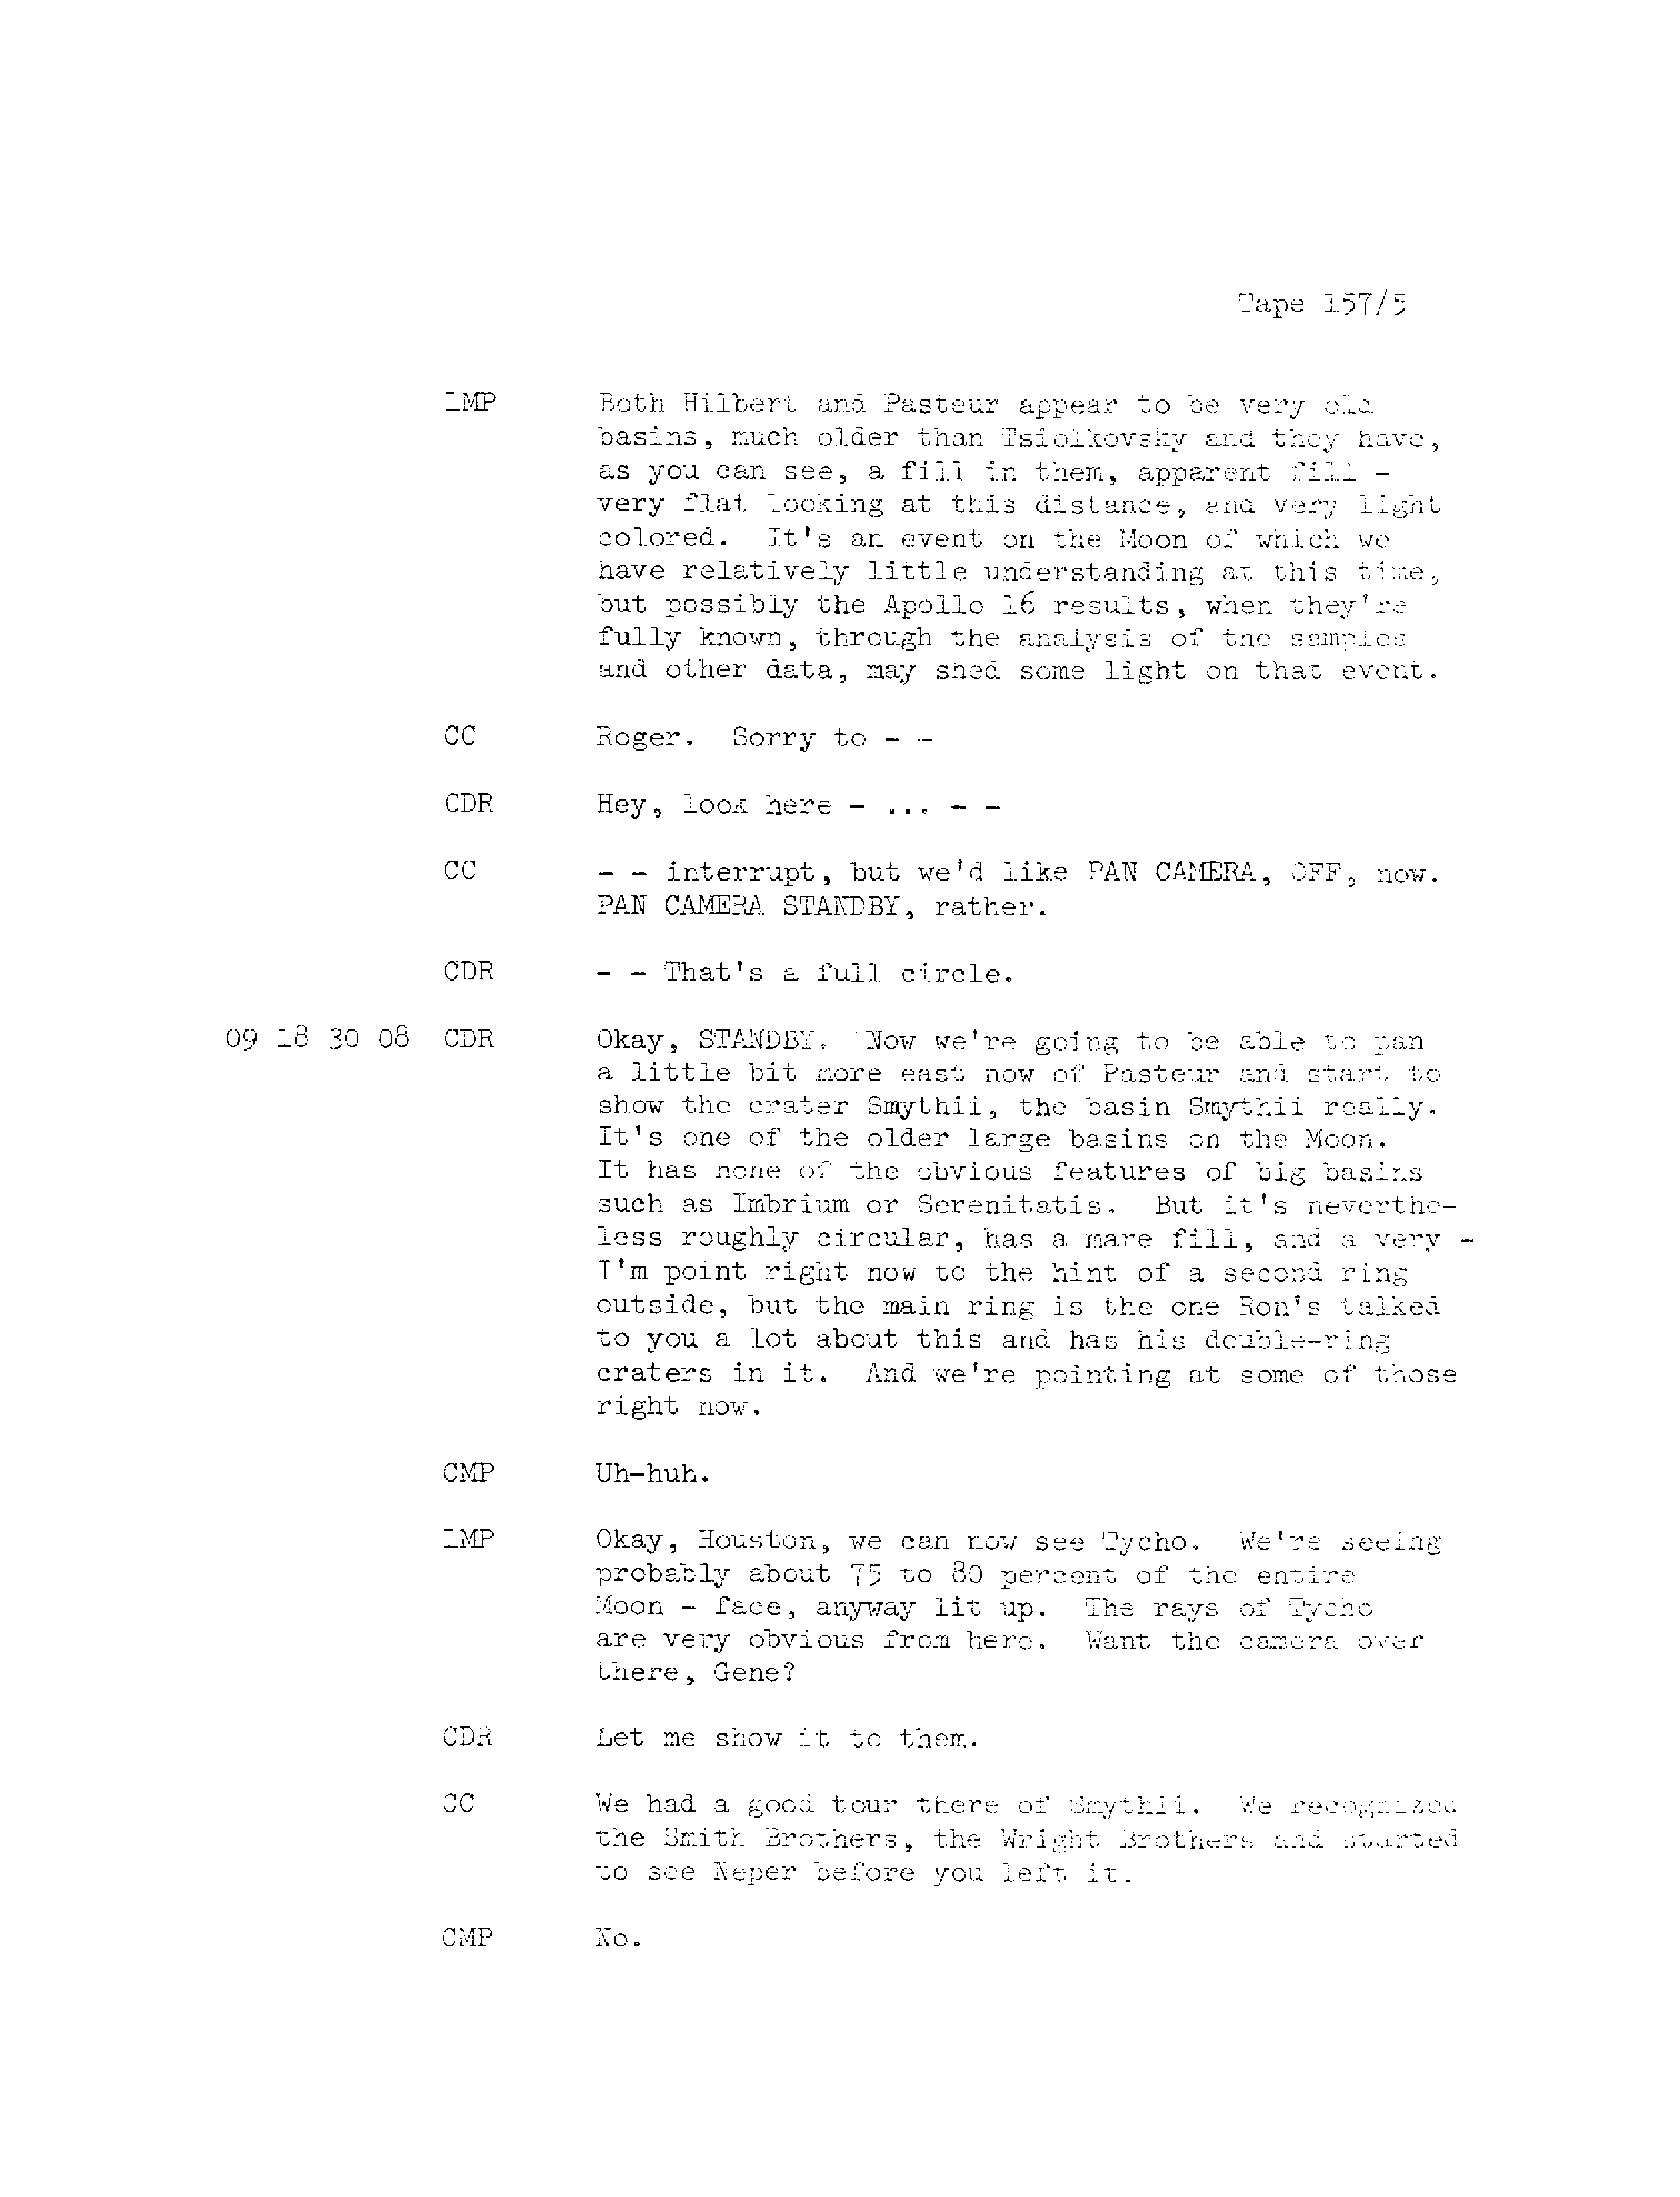 Tape 157/5
LMP Both Hilbert and Pasteur appear to be very old
basins, much older than Tsiolkovsky and they have,
as you can see, a fill in them, apparent fill -
very flat looking at this distance, and very light
colored. It's an event on the Moon of which we
have relatively little understanding at this time,
but possibly the Apollo 16 results, when they're
fully known, through the analysis of the samples
and other data, may shed some light on that event.
CC Roger. Sorry to - -
CDR Hey, look here - ... - -
CC - - interrupt, but we'd like PAN CAMERA, OFF, now.
PAN CAMERA STANDBY, rather.
CDR - - That's a full circle.
09 18 30 08 CDR Okay, STANDBY. Now we're going to be able to pan
a little bit more east now of Pasteur and start to
show the crater Smythii, the basin Smythii really.
It's one of the older large basins on the Moon.
It has none of the obvious features of big basins
such as Imbrium or Serenitatis. But it's neverthe-
less roughly circular, has a mare fill, and a very -
I'm point right now to the hint of a second ring
outside, but the main ring is the one Ron's talked
to you a lot about this and has his double-ring
craters in it. And we're pointing at some of those
right now.
CMP Uh-huh.
LMP Okay, Houston, we can now see Tycho. We're seeing
probably about 75 to 80 percent of the entire
Moon - face, anyway lit up. The rays of Tycho
are very obvious from here. Want the camera over
there, Gene?
CDR Let me show it to them.
CC We had a good tour there of Smythii. We recognized
the Smith Brothers, the Wright Brothers and started
to see Neper before you left it.
CMP No.